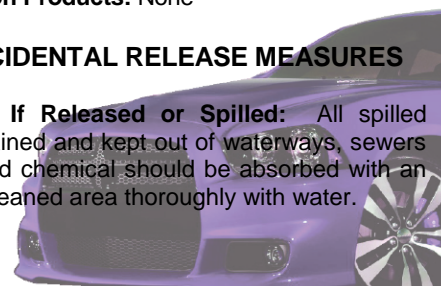 on Products: None
CIDENTAL RELEASE MEASURES
If Released or Spilled: All spilled
ined and kept out of waterways, sewers
d chemical should be absorbed with an
eaned area thoroughly with water.